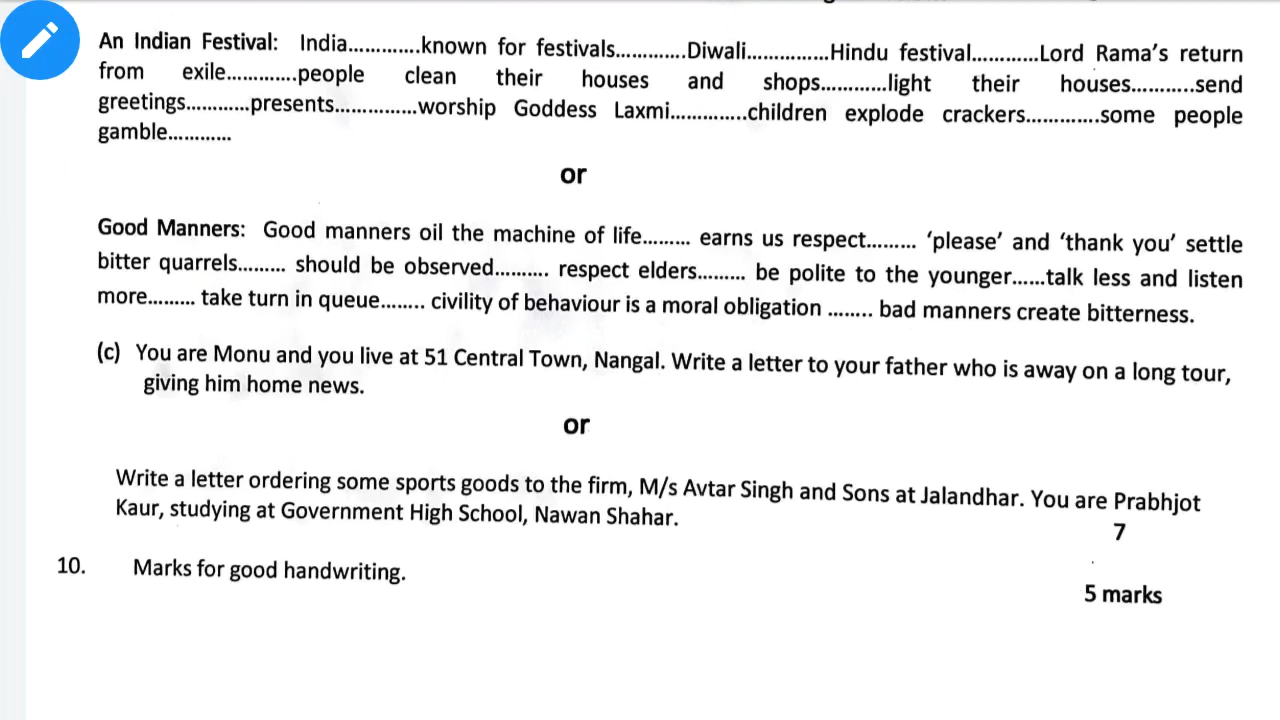 An Indian Festival: India.............known for festivals.............Diwali...............Hindu festival............Lord Rama's return
from exile.............people clean their houses and shops............light their houses...........send
greetings............presents...............worship Goddess Laxmi..............children explode crackers.............some people
gamble............
or
Good Manners: Good manners oil the machine of life......... earns us respect......... 'please' and 'thank you' settle
bitter quarrels......... should be observed.......... respect elders......... be polite to the younger......talk less and listen
more......... take turn in queue........ civility of behaviour is a moral obligation ........ bad manners create bitterness.
(c) You are Monu and you live at 51 Central Town, Nangal. Write a letter to your father who is away on a long tour,
giving him home news.
or
Write a letter ordering some sports goods to the firm, M/s Avtar Singh and Sons at Jalandhar. You are Prabhjot
Kaur, studying at Government High School, Nawan Shahar.
7
10. Marks for good handwriting.
5 marks